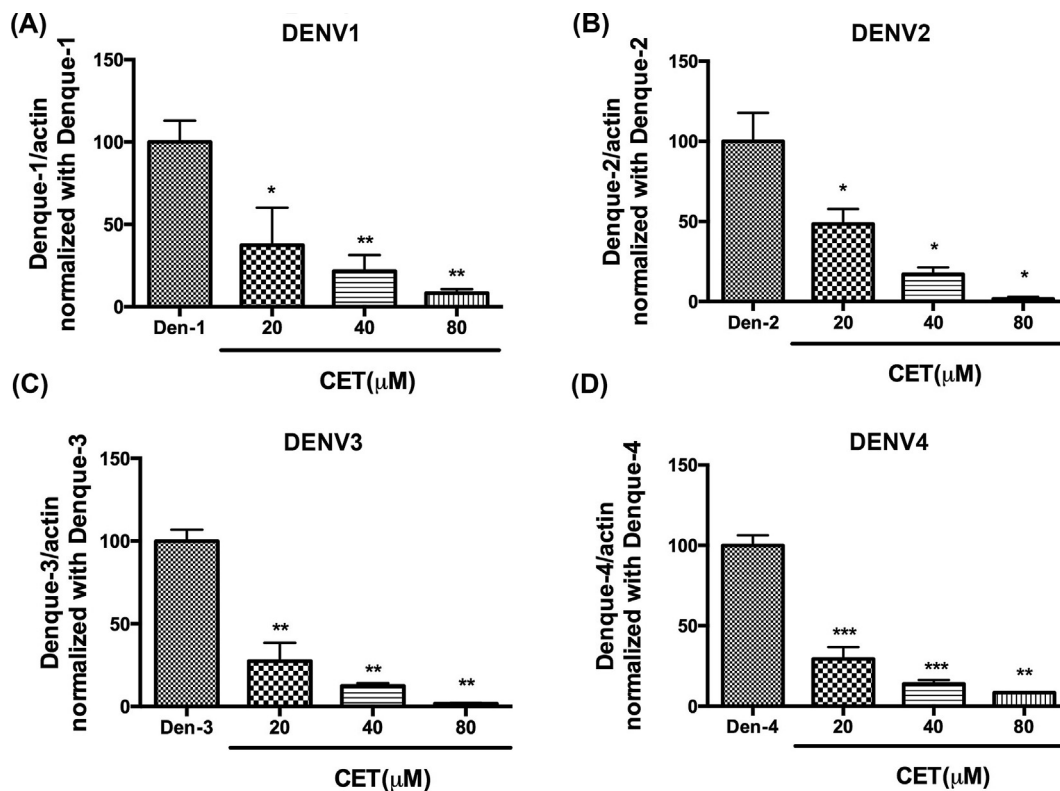 (A)
DENV1
Denque-1/actin
normalized with Denque-1
150
100
50
0
*
**
**
Den-1 20 40 80
CET(μM)
(B)
DENV2
Denque-2/actin
normalized with Denque-2
150
100
50
0
*
*
*
Den-2 20 40 80
CET(μM)
(C)
DENV3
Denque-3/actin
normalized with Denque-3
150
100
50
0
**
**
**
Den-3 20 40 80
CET(μM)
(D)
DENV4
Denque-4/actin
normalized with Denque-4
150
100
50
0
***
***
**
Den-4 20 40 80
CET(μM)